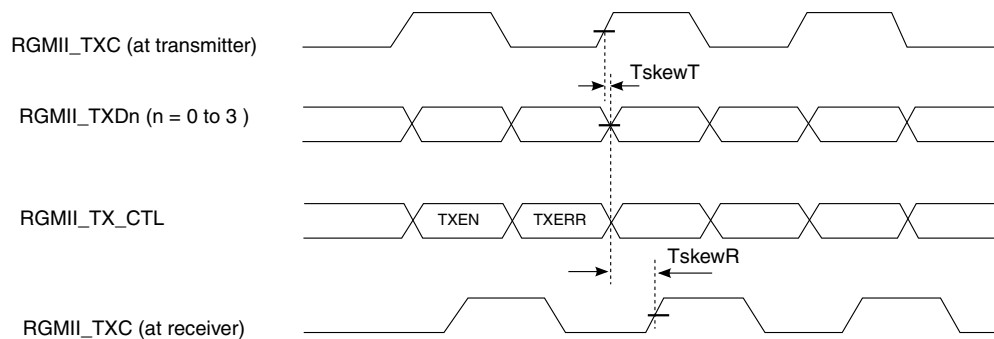 RGMII_TXC (at transmitter)
TskewT
RGMII_TXDn (n = 0 to 3 )
RGMII_TX_CTL
TXEN
TXERR
TskewR
RGMII_TXC (at receiver)